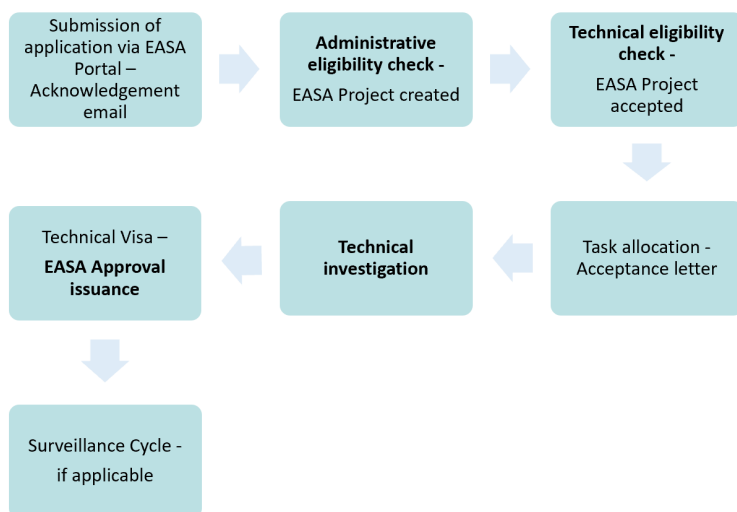 Submission of
application via EASA
Portal –
Acknowledgement
email
Administrative
eligibility check -
EASA Project created
Technical eligibility
check -
EASA Project
accepted
Task allocation -
Acceptance letter
Technical
investigation
Technical Visa –
EASA Approval
issuance
Surveillance Cycle -
if applicable